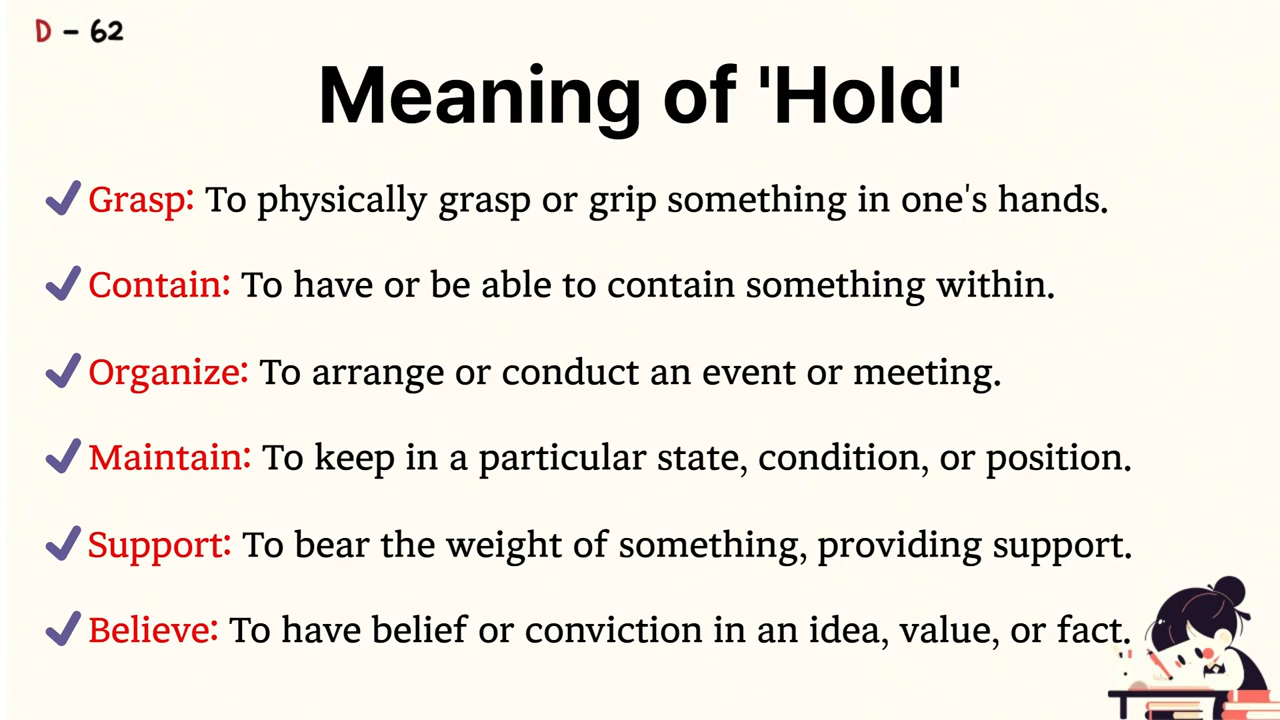 D - 62
Meaning of 'Hold'
Grasp: To physically grasp or grip something in one's hands.
Contain: To have or be able to contain something within.
Organize: To arrange or conduct an event or meeting.
Maintain: To keep in a particular state, condition, or position.
Support: To bear the weight of something, providing support.
Believe: To have belief or conviction in an idea, value, or fact.